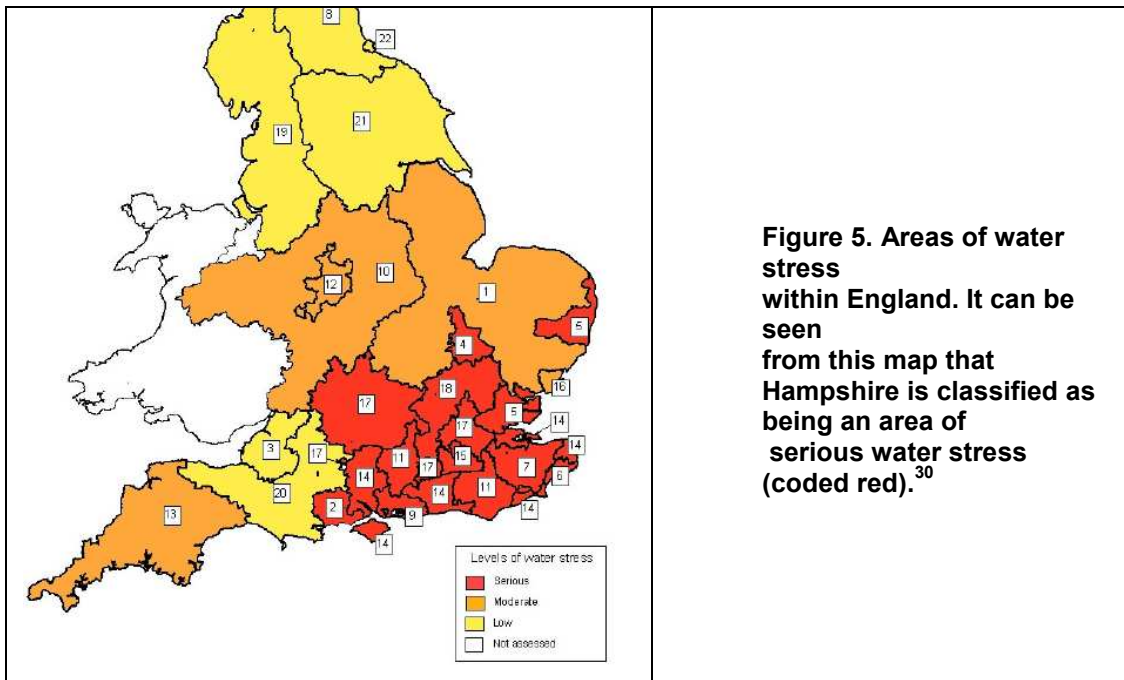 8
22
19
21
10
12
1
5
4
16
18
17
5
14
3
17
17
14
11
15
7
14
17
6
20
14
11
2
14
13
9
14
14
Levels of water stress
Serious
Moderate
Low
Not assessed
Figure 5. Areas of water
stress
within England. It can be
seen
from this map that
Hampshire is classified as
being an area of
serious water stress
(coded red).30